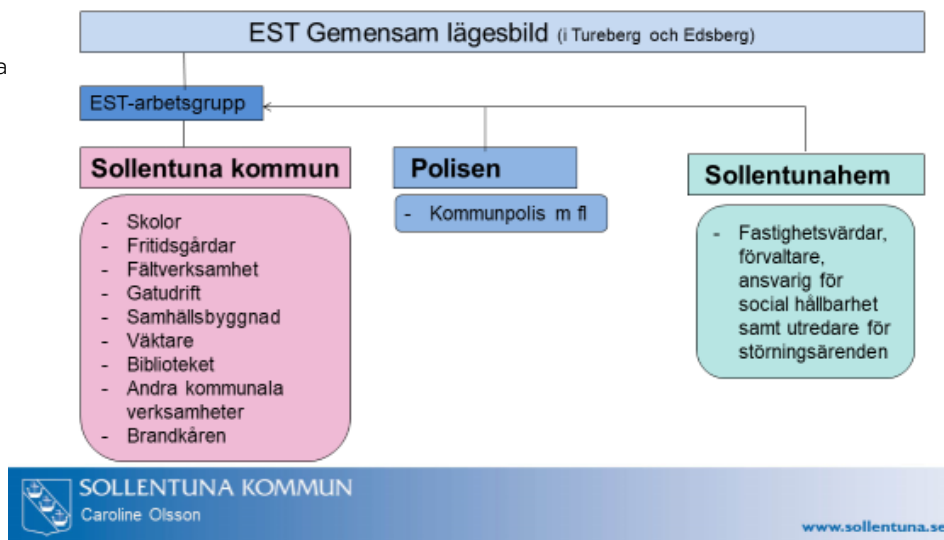 EST Gemensam lägesbild (i Tureberg och Edsberg)
a
EST-arbetsgrupp
Sollentuna kommun
- Skolor
- Fritidsgårdar
- Fältverksamhet
- Gatudrift
- Samhällsbyggnad
- Väktare
- Biblioteket
- Andra kommunala
verksamheter
- Brandkåren
Polisen
- Kommunpolis m fl
Sollentunahem
- Fastighetsvärdar,
förvaltare,
ansvarig för
social hållbarhet
samt utredare för
störningsärenden
SOLLENTUNA KOMMUN
Caroline Olsson
www.sollentuna.se